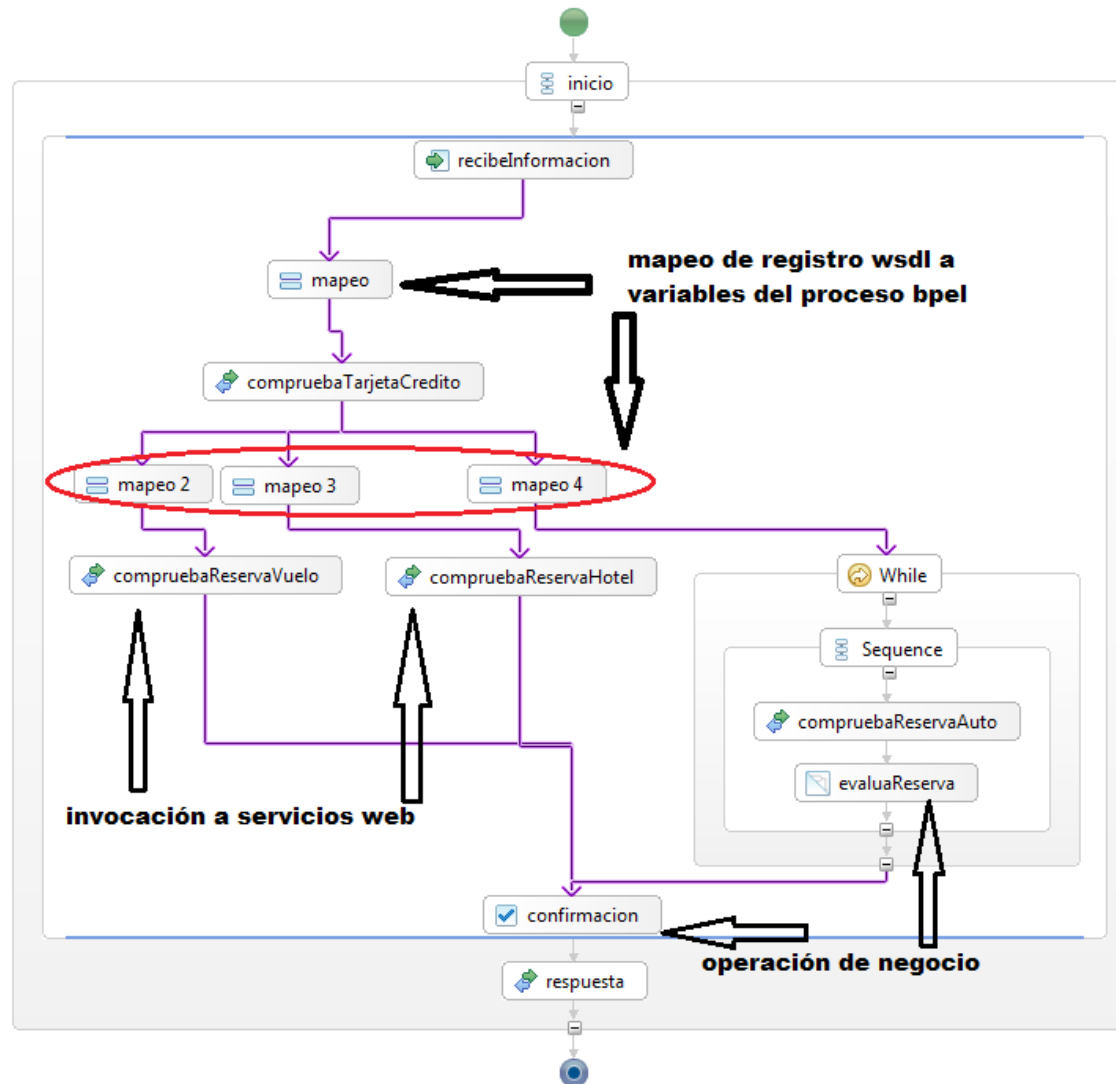 inicio
recibeInformacion
mapeo
mapeo de registro wsdl a
variables del proceso bpel
compruebaTarjetaCredito
mapeo 2
mapeo 3
mapeo 4
compruebaReservaVuelo
compruebaReservaHotel
While
Sequence
compruebaReservaAuto
evaluaReserva
invocación a servicios web
confirmacion
operación de negocio
respuesta